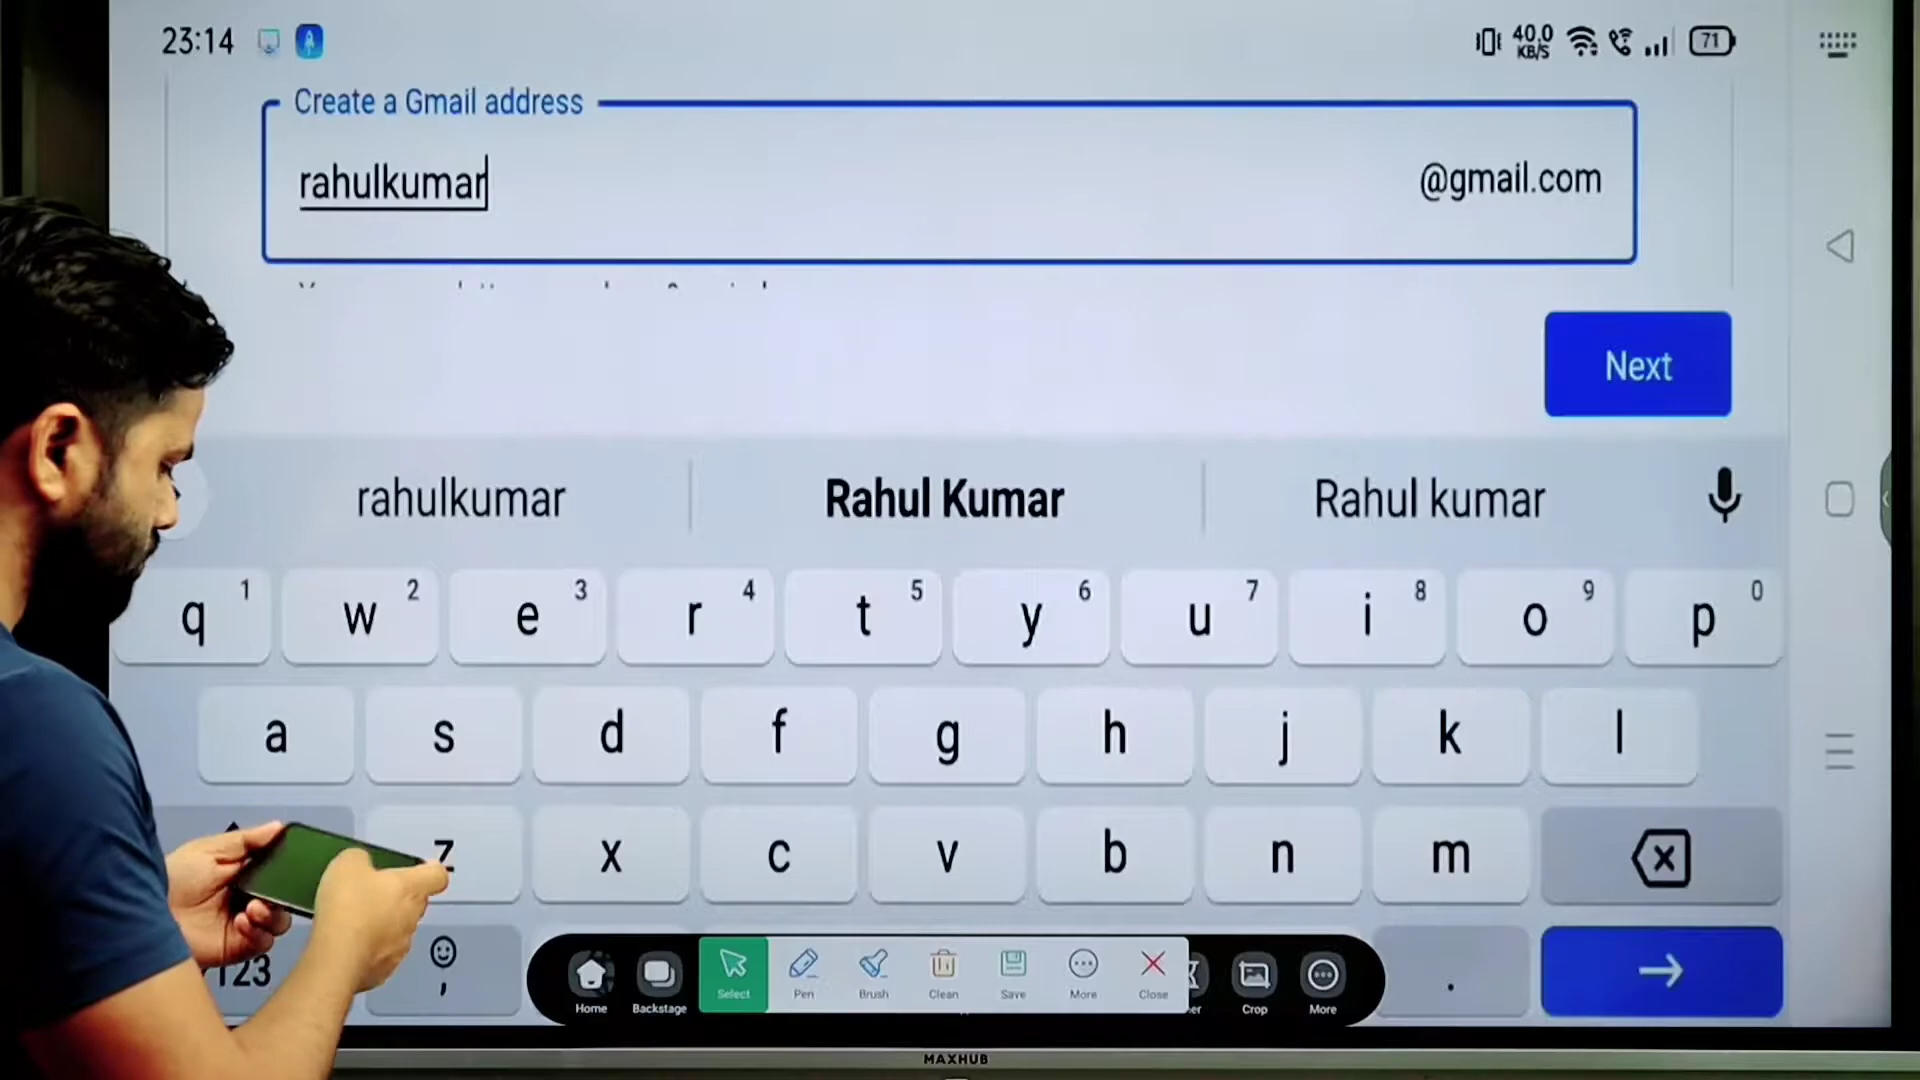 23:14
40.0
KB/S
71
Create a Gmail address
rahulkumar
@gmail.com
Next
rahulkumar
Rahul Kumar
Rahul kumar
q 1 w 2 e 3 r 4 t 5 y 6 u 7 i 8 o 9 p 0
a s d f g h j k l
z x c v b n m
123 , .
Home Backstage Select Pen Brush Clean Save More Close Crop More
MAXHUB